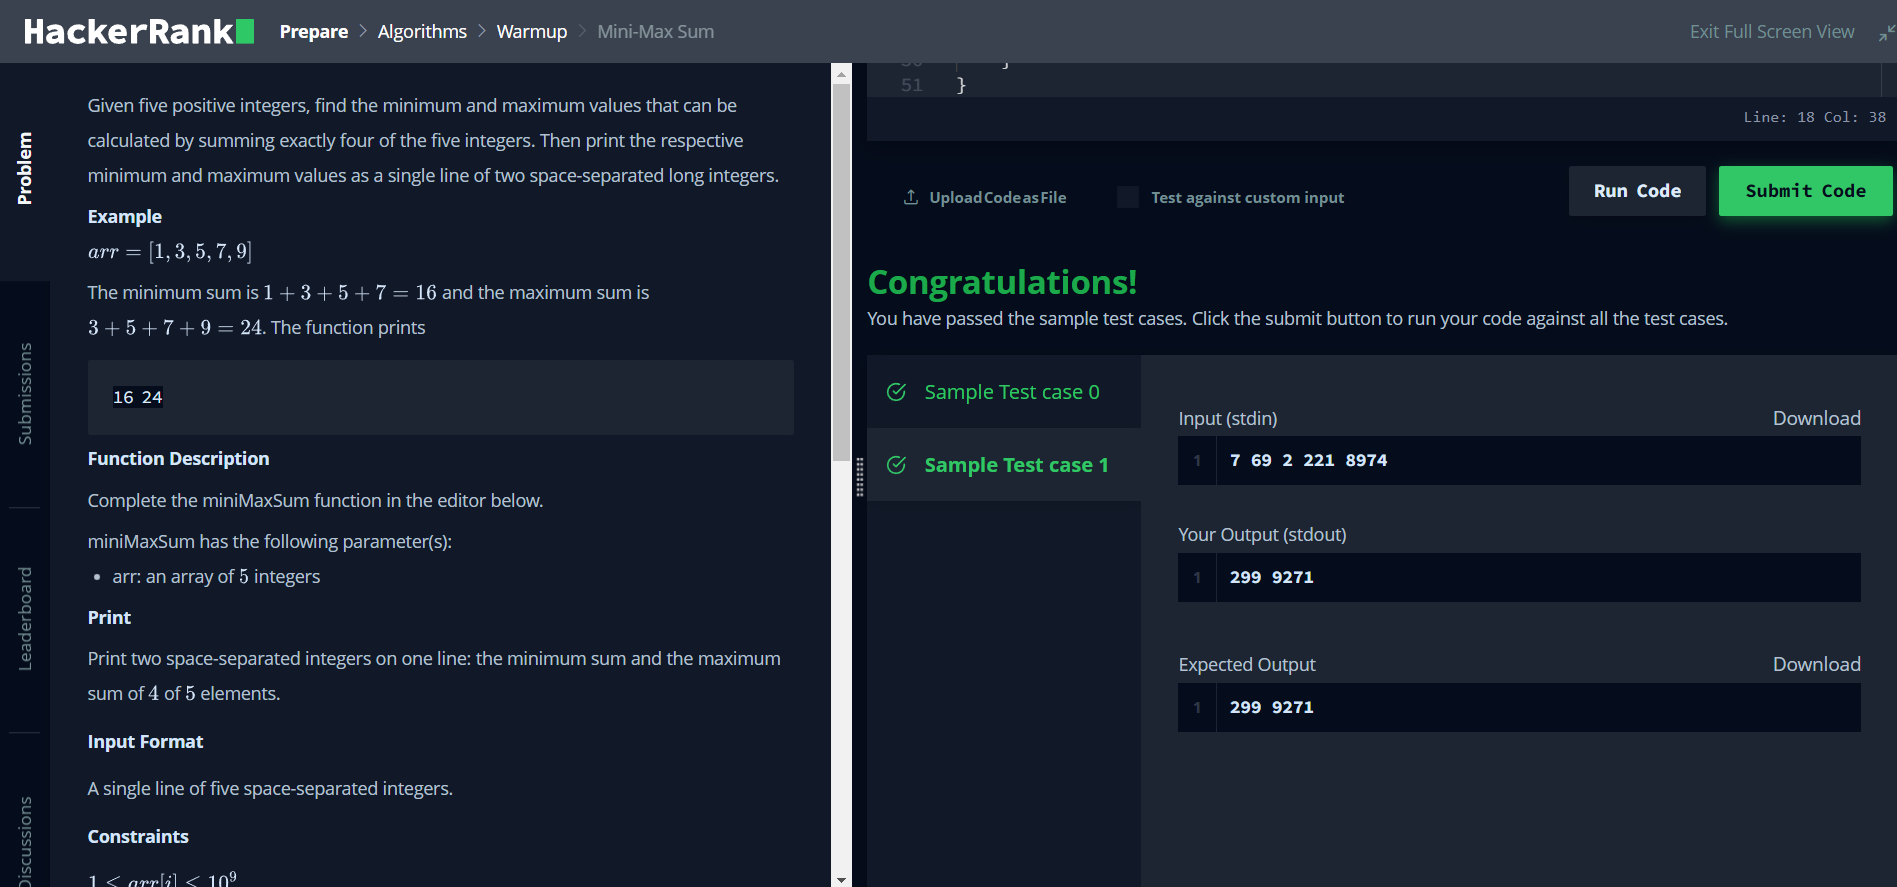 HackerRank
Prepare > Algorithms > Warmup > Mini-Max Sum
Exit Full Screen View
Problem
Submissions
Leaderboard
Discussions
Given five positive integers, find the minimum and maximum values that can be
calculated by summing exactly four of the five integers. Then print the respective
minimum and maximum values as a single line of two space-separated long integers.
Example
arr = [1, 3, 5, 7, 9]
The minimum sum is 1 + 3 + 5 + 7 = 16 and the maximum sum is
3 + 5 + 7 + 9 = 24. The function prints
16 24
Function Description
Complete the miniMaxSum function in the editor below.
miniMaxSum has the following parameter(s):
• arr: an array of 5 integers
Print
Print two space-separated integers on one line: the minimum sum and the maximum
sum of 4 of 5 elements.
Input Format
A single line of five space-separated integers.
Constraints
1 ≤ arr[i] ≤ 10⁹
50 }
51 }
Line: 18 Col: 38
Upload Code as File
Test against custom input
Run Code
Submit Code
Congratulations!
You have passed the sample test cases. Click the submit button to run your code against all the test cases.
Sample Test case 0
Sample Test case 1
Input (stdin)
Download
1 7 69 2 221 8974
Your Output (stdout)
1 299 9271
Expected Output
Download
1 299 9271